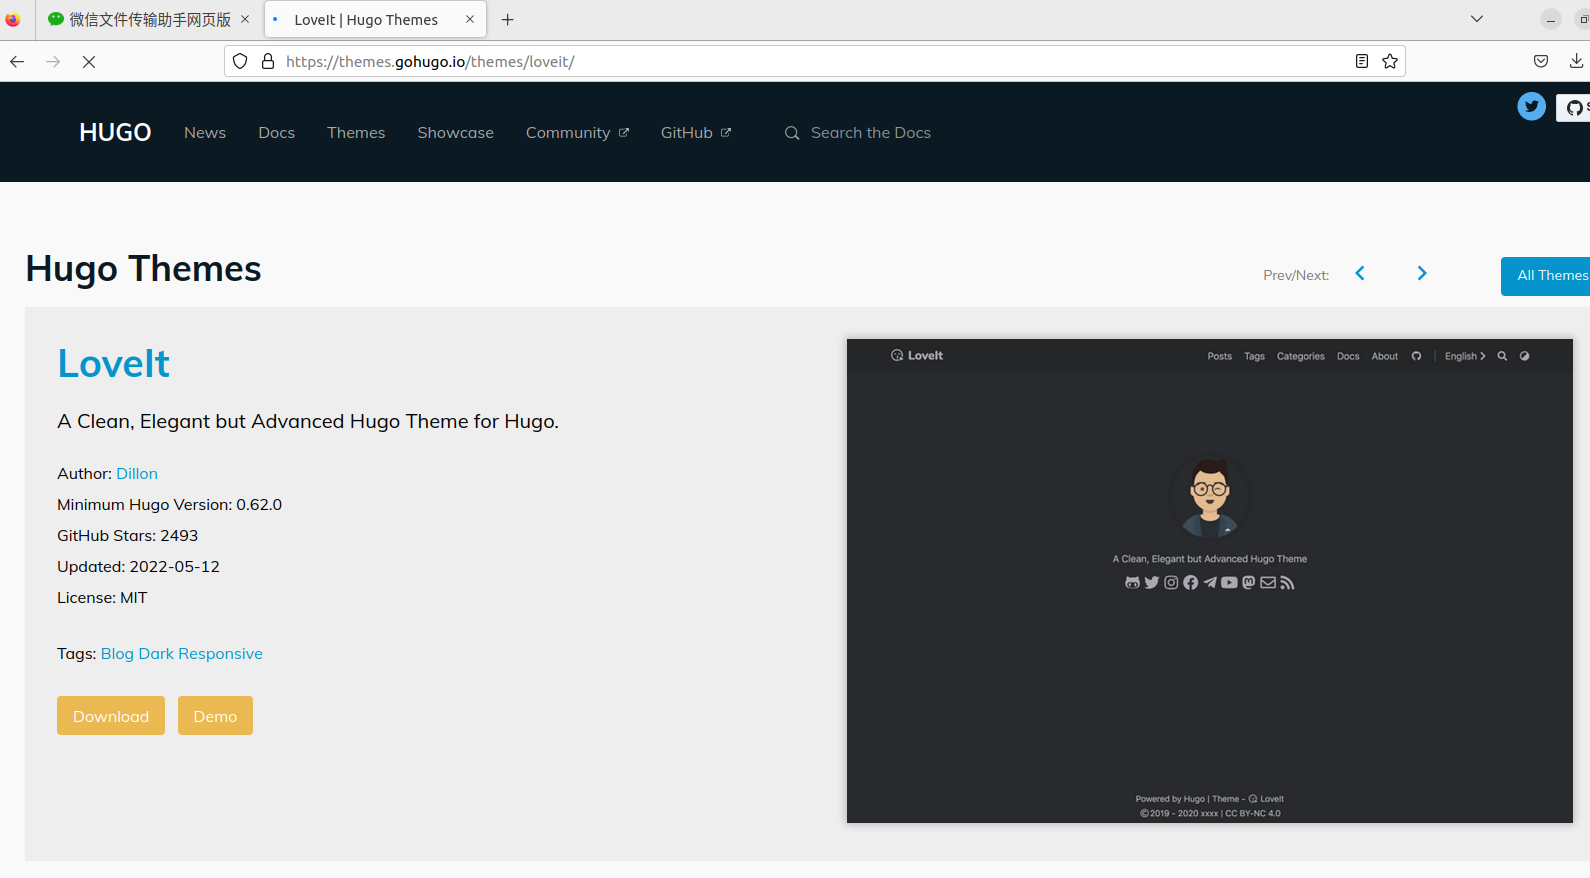 微信文件传输助手网页版
LoveIt | Hugo Themes
https://themes.gohugo.io/themes/loveit/
HUGO News Docs Themes Showcase Community GitHub Search the Docs
Hugo Themes
Prev/Next:
All Themes
LoveIt
A Clean, Elegant but Advanced Hugo Theme for Hugo.
Author: Dillon
Minimum Hugo Version: 0.62.0
GitHub Stars: 2493
Updated: 2022-05-12
License: MIT
Tags: Blog Dark Responsive
Download Demo
LoveIt Posts Tags Categories Docs About | English
A Clean, Elegant but Advanced Hugo Theme
Powered by Hugo | Theme - LoveIt
©2019 - 2020 xxxx | CC BY-NC 4.0